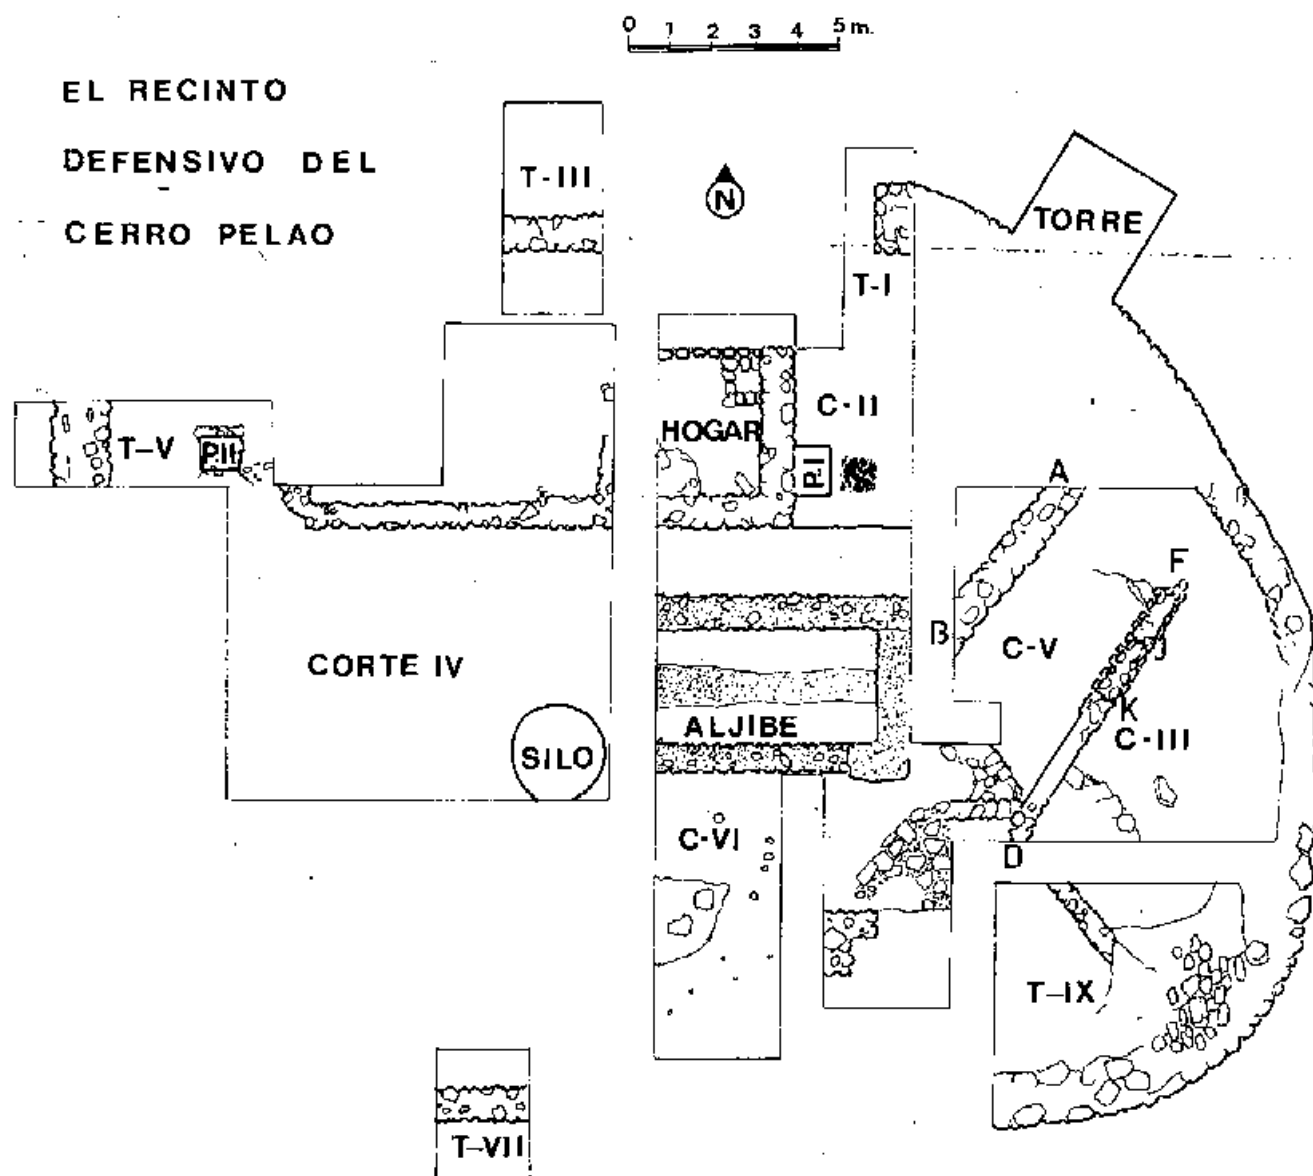 0 1 2 3 4 5 m.
EL RECINTO
DEFENSIVO DEL
CERRO PELAO
T-III
N
TORRE
T-I
C-II
HOGAR
T-V
P.II
P.I
A
F
B
C-V
J
K
C-III
CORTE IV
ALJIBE
SILO
C-VI
D
T-IX
T-VII